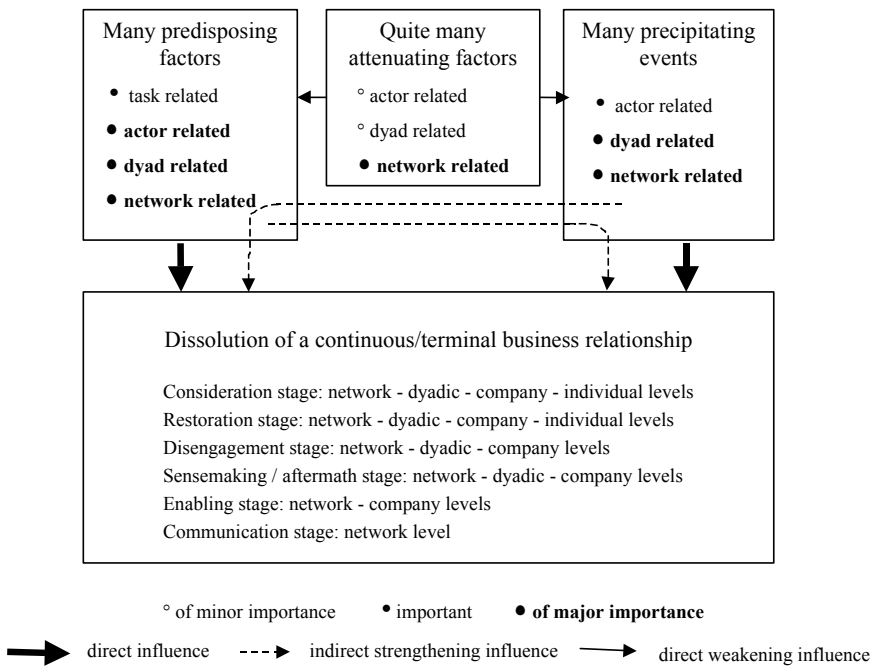 Many predisposing
factors
• task related
● actor related
● dyad related
● network related
Quite many
attenuating factors
° actor related
° dyad related
● network related
Many precipitating
events
• actor related
● dyad related
● network related
Dissolution of a continuous/terminal business relationship
Consideration stage: network - dyadic - company - individual levels
Restoration stage: network - dyadic - company - individual levels
Disengagement stage: network - dyadic - company levels
Sensemaking / aftermath stage: network - dyadic - company levels
Enabling stage: network - company levels
Communication stage: network level
° of minor importance • important ● of major importance
direct influence indirect strengthening influence direct weakening influence